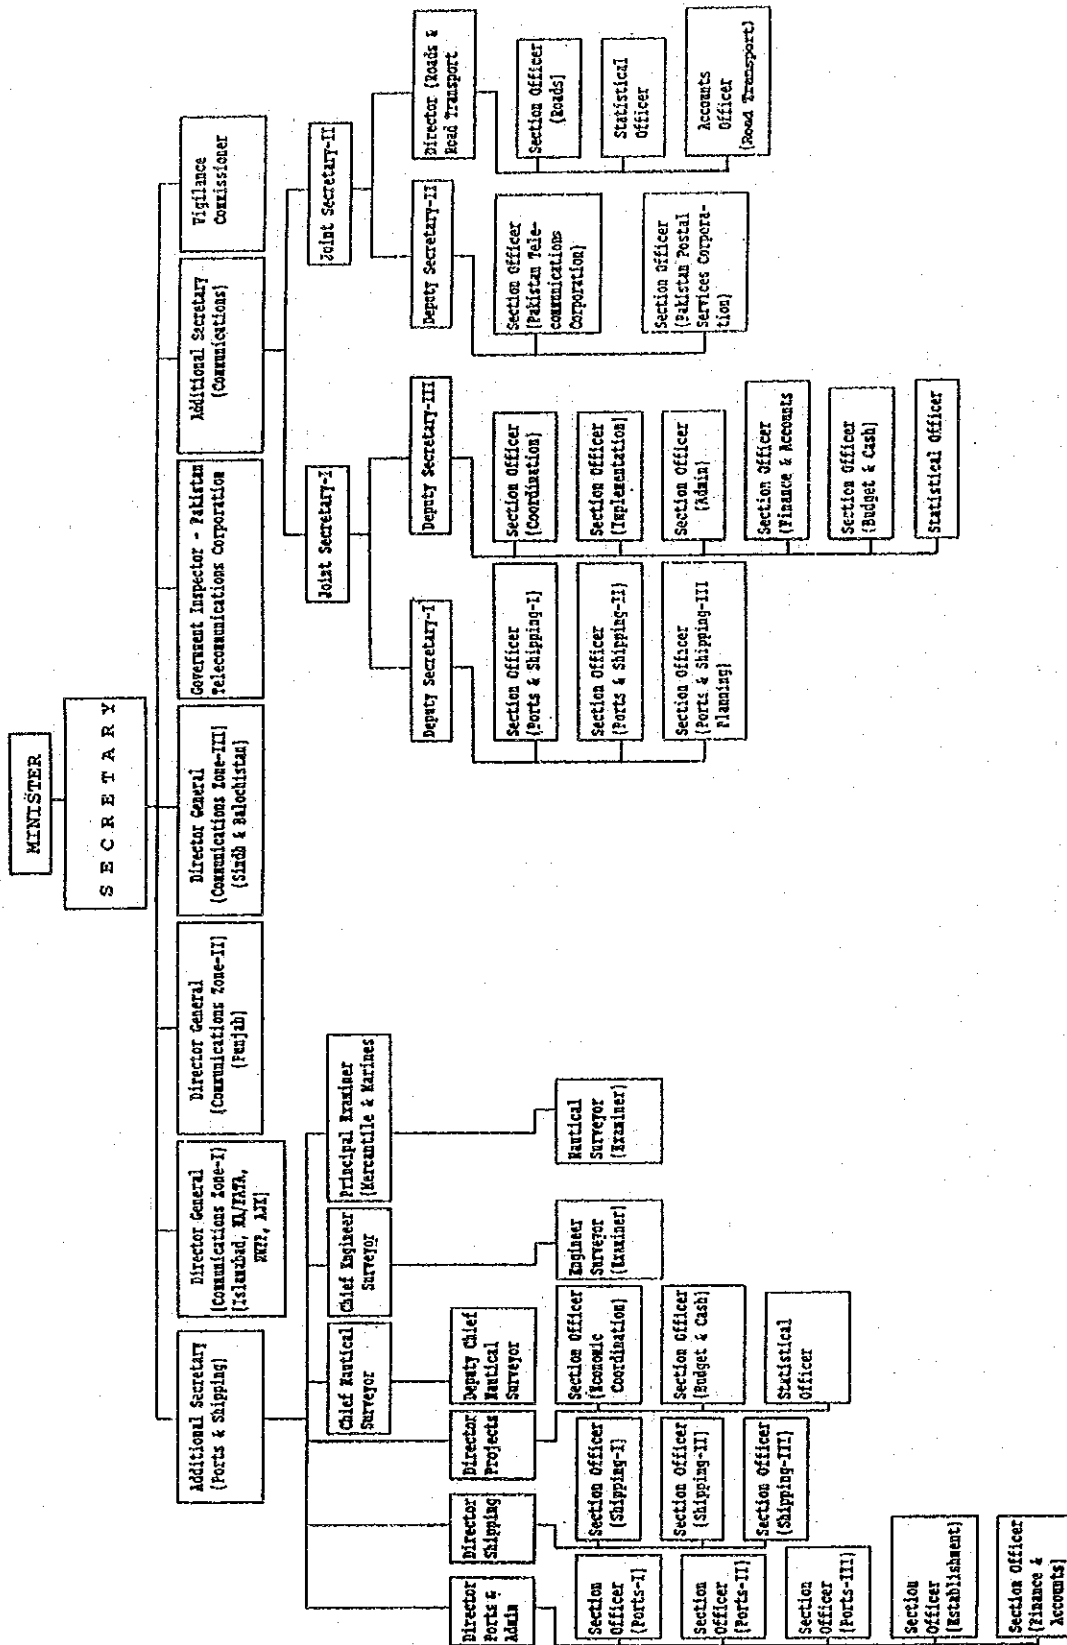 MINISTER
SECRETARY
Additional Secretary
(Ports & Shipping)
Director General
(Communications Zone-I)
(Islamabad, NA/FATA,
NWFP, AJK)
Director General
(Communications Zone-II)
(Punjab)
Director General
(Communications Zone-III)
(Sindh & Balochistan)
Government Inspector - Pakistan
Telecommunications Corporation
Additional Secretary
(Communications)
Vigilance
Commissioner
Chief Nautical
Surveyor
Chief Engineer
Surveyor
Principal Examiner
(Mercantile & Marines
Joint Secretary-I
Joint Secretary-II
Director
Ports &
Admin
Director
Shipping
Director
Projects
Deputy Chief
Nautical
Surveyor
Engineer
Surveyor
(Examiner)
Nautical
Surveyor
(Examiner)
Deputy Secretary-I
Deputy Secretary-III
Deputy Secretary-II
Director (Roads &
Road Transport
Section
Officer
(Ports-I)
Section
Officer
(Ports-II)
Section
Officer
(Ports-III)
Section
Officer
(Establishment)
Section Officer
(Finance &
Accounts)
Section Officer
(Shipping-I)
Section Officer
(Shipping-II)
Section Officer
(Shipping-III)
Section Officer
(Economic
Coordination)
Section Officer
(Budget & Cash)
Statistical
Officer
Section Officer
(Ports & Shipping-I)
Section Officer
(Ports & Shipping-II)
Section Officer
(Ports & Shipping-III
Planning)
Section Officer
(Coordination)
Section Officer
(Implementation)
Section Officer
(Admin)
Section Officer
(Finance & Accounts
Section Officer
(Budget & Cash)
Statistical Officer
Section Officer
(Pakistan Tele-
communications
Corporation)
Section Officer
(Pakistan Postal
Services Corpora-
tion)
Section Officer
(Roads)
Statistical
Officer
Accounts
Officer
(Road Transport)